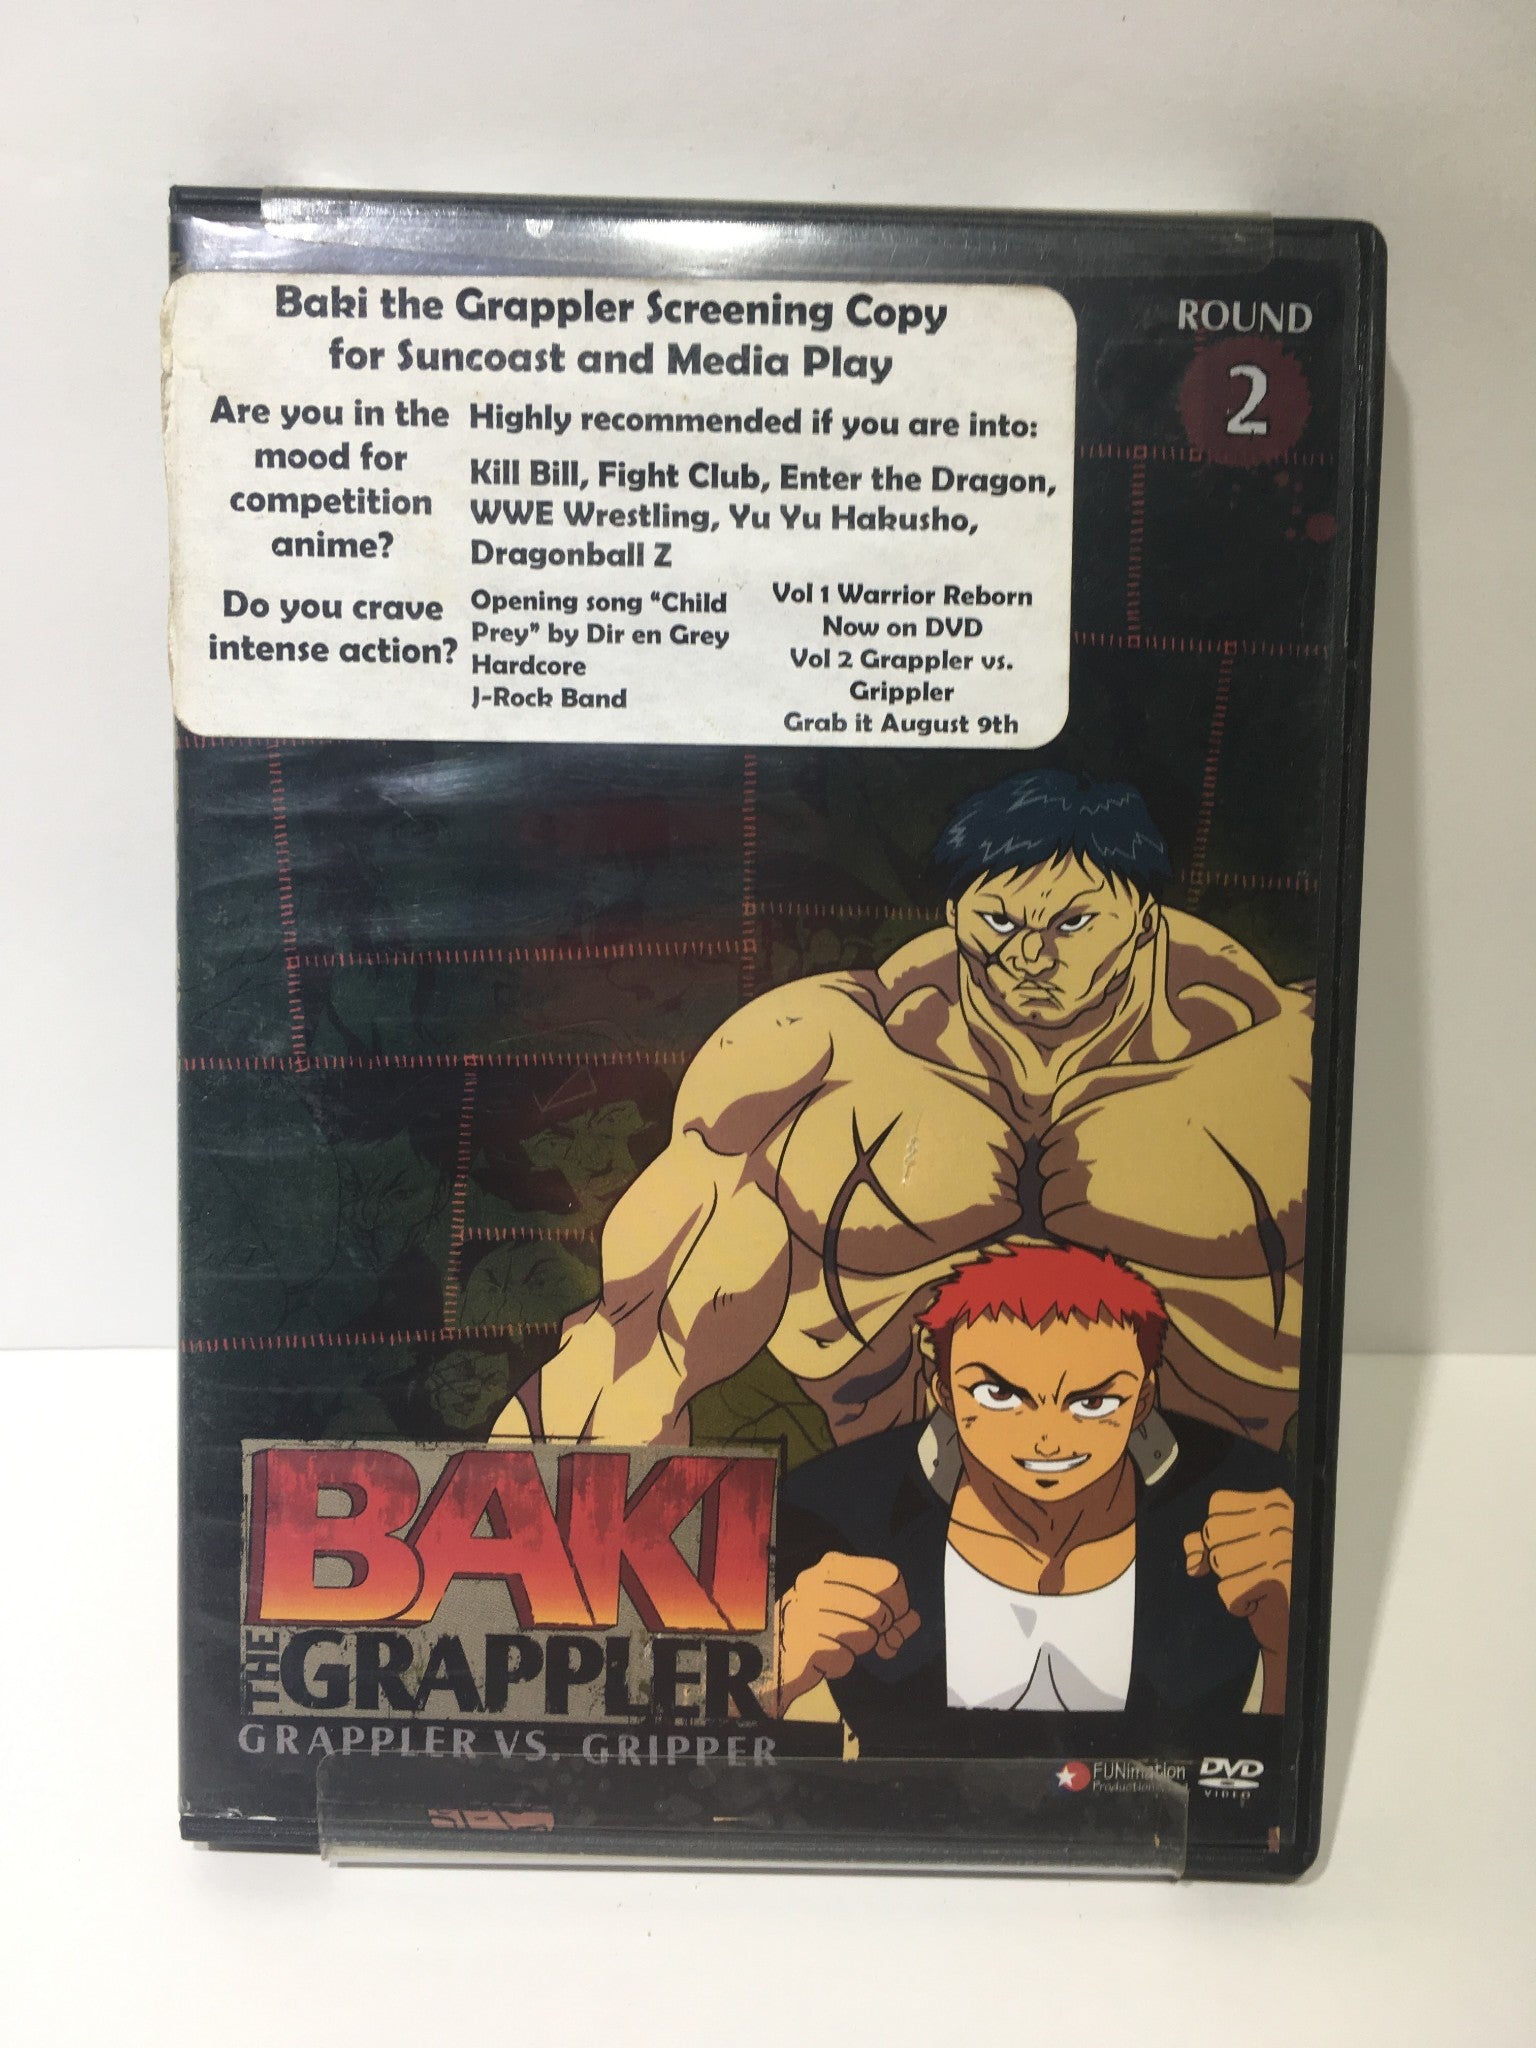 Baki the Grappler Screening Copy
for Suncoast and Media Play
Are you in the
mood for
competition
anime?
Do you crave
intense action?
Highly recommended if you are into:
Kill Bill, Fight Club, Enter the Dragon,
WWE Wrestling, Yu Yu Hakusho,
Dragonball Z
Opening song “Child
Prey” by Dir en Grey
Hardcore
J-Rock Band
Vol 1 Warrior Reborn
Now on DVD
Vol 2 Grappler vs.
Grippler
Grab it August 9th
ROUND
2
BAKI
THE GRAPPLER
GRAPPLER VS. GRIPPER
FUNimation
DVD
VIDEO